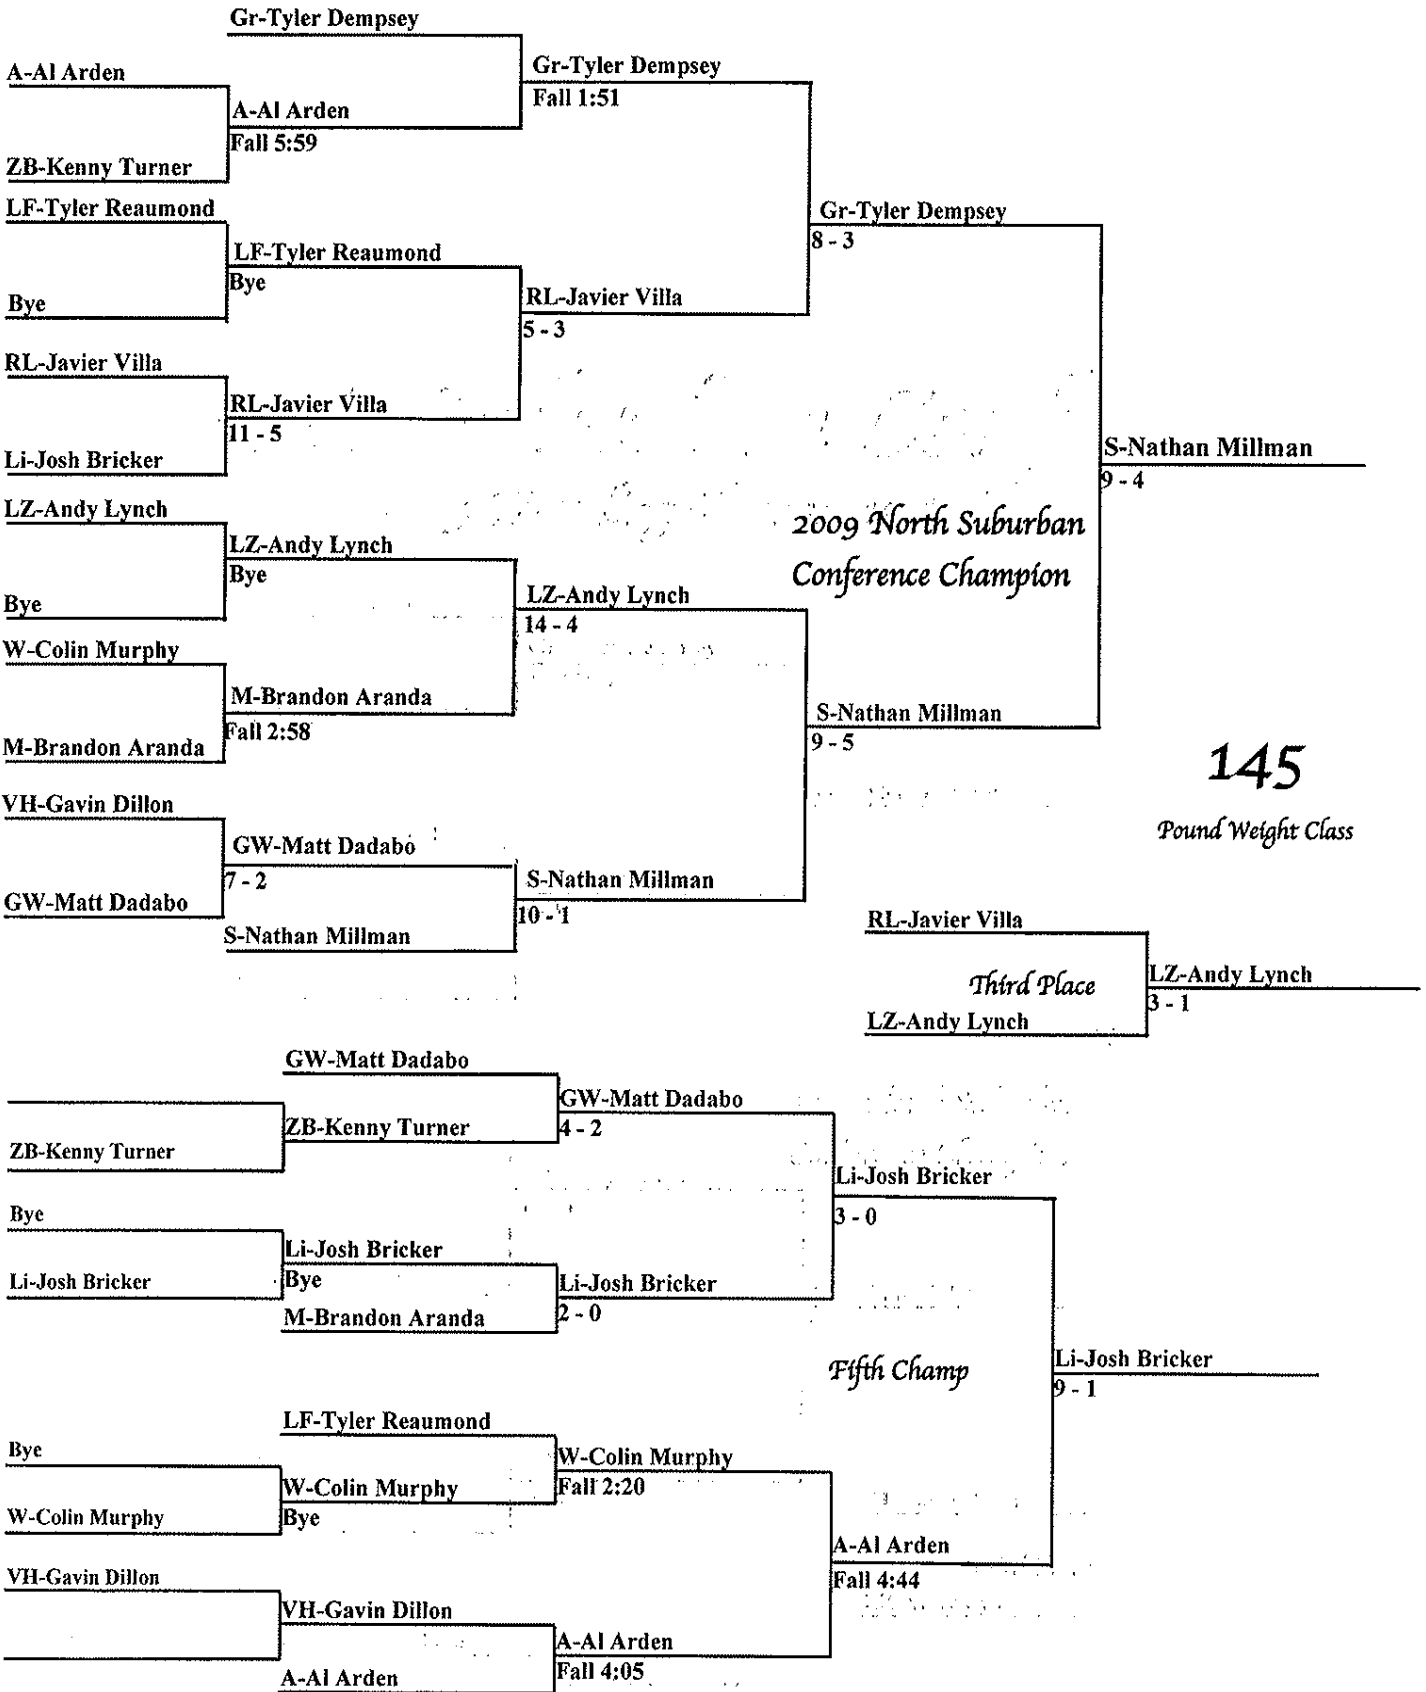 Gr-Tyler Dempsey
A-Al Arden
Gr-Tyler Dempsey
Fall 1:51
A-Al Arden
Fall 5:59
ZB-Kenny Turner
LF-Tyler Reaumond
Gr-Tyler Dempsey
8 - 3
LF-Tyler Reaumond
Bye
Bye
RL-Javier Villa
5 - 3
RL-Javier Villa
RL-Javier Villa
11 - 5
Li-Josh Bricker
S-Nathan Millman
9 - 4
LZ-Andy Lynch
2009 North Suburban
Conference Champion
LZ-Andy Lynch
Bye
Bye
LZ-Andy Lynch
14 - 4
W-Colin Murphy
M-Brandon Aranda
Fall 2:58
M-Brandon Aranda
S-Nathan Millman
9 - 5
145
Pound Weight Class
VH-Gavin Dillon
GW-Matt Dadabo
7 - 2
GW-Matt Dadabo
S-Nathan Millman
10 - 1
S-Nathan Millman
RL-Javier Villa
Third Place
LZ-Andy Lynch
3 - 1
LZ-Andy Lynch
GW-Matt Dadabo
GW-Matt Dadabo
4 - 2
ZB-Kenny Turner
ZB-Kenny Turner
Li-Josh Bricker
3 - 0
Bye
Li-Josh Bricker
Bye
Li-Josh Bricker
Li-Josh Bricker
2 - 0
M-Brandon Aranda
Fifth Champ
Li-Josh Bricker
9 - 1
LF-Tyler Reaumond
Bye
W-Colin Murphy
Fall 2:20
W-Colin Murphy
Bye
W-Colin Murphy
A-Al Arden
Fall 4:44
VH-Gavin Dillon
VH-Gavin Dillon
A-Al Arden
Fall 4:05
A-Al Arden